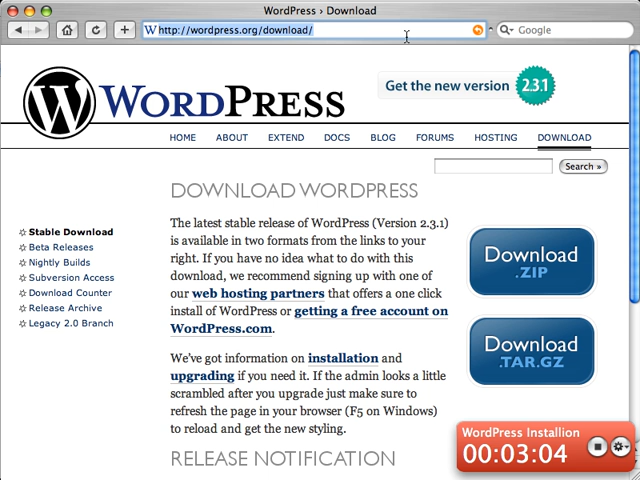 WordPress › Download
W http://wordpress.org/download/
Google
WORDPRESS
Get the new version 2.3.1
HOME ABOUT EXTEND DOCS BLOG FORUMS HOSTING DOWNLOAD
Search »
DOWNLOAD WORDPRESS
Stable Download
Beta Releases
Nightly Builds
Subversion Access
Download Counter
Release Archive
Legacy 2.0 Branch
The latest stable release of WordPress (Version 2.3.1)
is available in two formats from the links to your
right. If you have no idea what to do with this
download, we recommend signing up with one of
our web hosting partners that offers a one click
install of WordPress or getting a free account on
WordPress.com.
We've got information on installation and
upgrading if you need it. If the admin looks a little
scrambled after you upgrade just make sure to
refresh the page in your browser (F5 on Windows)
to reload and get the new styling.
RELEASE NOTIFICATION
Download
.ZIP
Download
.TAR.GZ
WordPress Installion
00:03:04